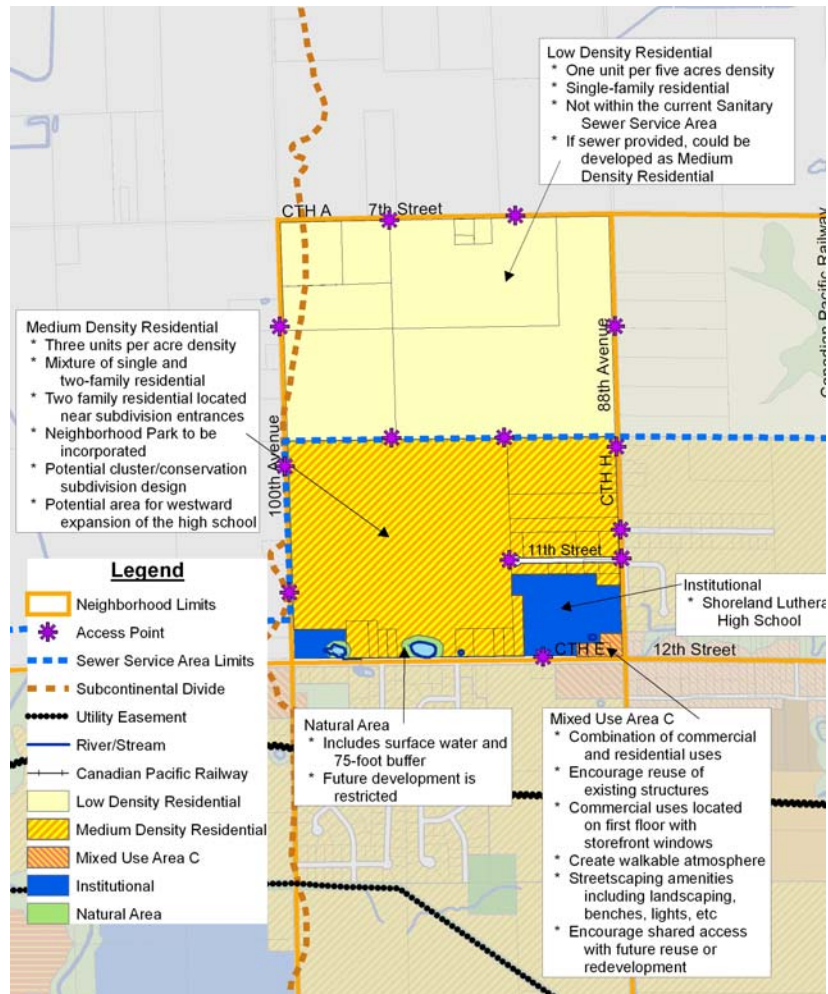 Low Density Residential
* One unit per five acres density
* Single-family residential
* Not within the current Sanitary
Sewer Service Area
* If sewer provided, could be
developed as Medium
Density Residential
CTH A
7th Street
Canadian Pacific Railway
Medium Density Residential
* Three units per acre density
* Mixture of single and
two-family residential
* Two family residential located
near subdivision entrances
* Neighborhood Park to be
incorporated
* Potential cluster/conservation
subdivision design
* Potential area for westward
expansion of the high school
100th Avenue
88th Avenue
CTH H
11th Street
Institutional
* Shoreland Luthera
High School
CTH E
12th Street
Legend
Neighborhood Limits
Access Point
Sewer Service Area Limits
Subcontinental Divide
Utility Easement
River/Stream
Canadian Pacific Railway
Low Density Residential
Medium Density Residential
Mixed Use Area C
Institutional
Natural Area
Natural Area
* Includes surface water and
75-foot buffer
* Future development is
restricted
Mixed Use Area C
* Combination of commercial
and residential uses
* Encourage reuse of
existing structures
* Commercial uses located
on first floor with
storefront windows
* Create walkable atmosphere
* Streetscaping amenities
including landscaping,
benches, lights, etc
* Encourage shared access
with future reuse or
redevelopment